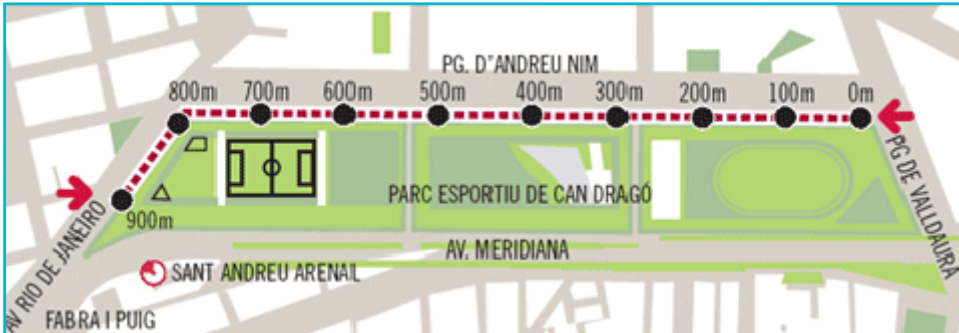 PG. D"ANDREU NIM
800m 700m 600m 500m 400m 300m 200m 100m 0m
PG DE VALLDAURA
PARC ESPORTIU DE CAN DRAGÓ
900m
AV RIO DE JANEIRO
AV. MERIDIANA
SANT ANDREU ARENAIL
FABRA I PUIG